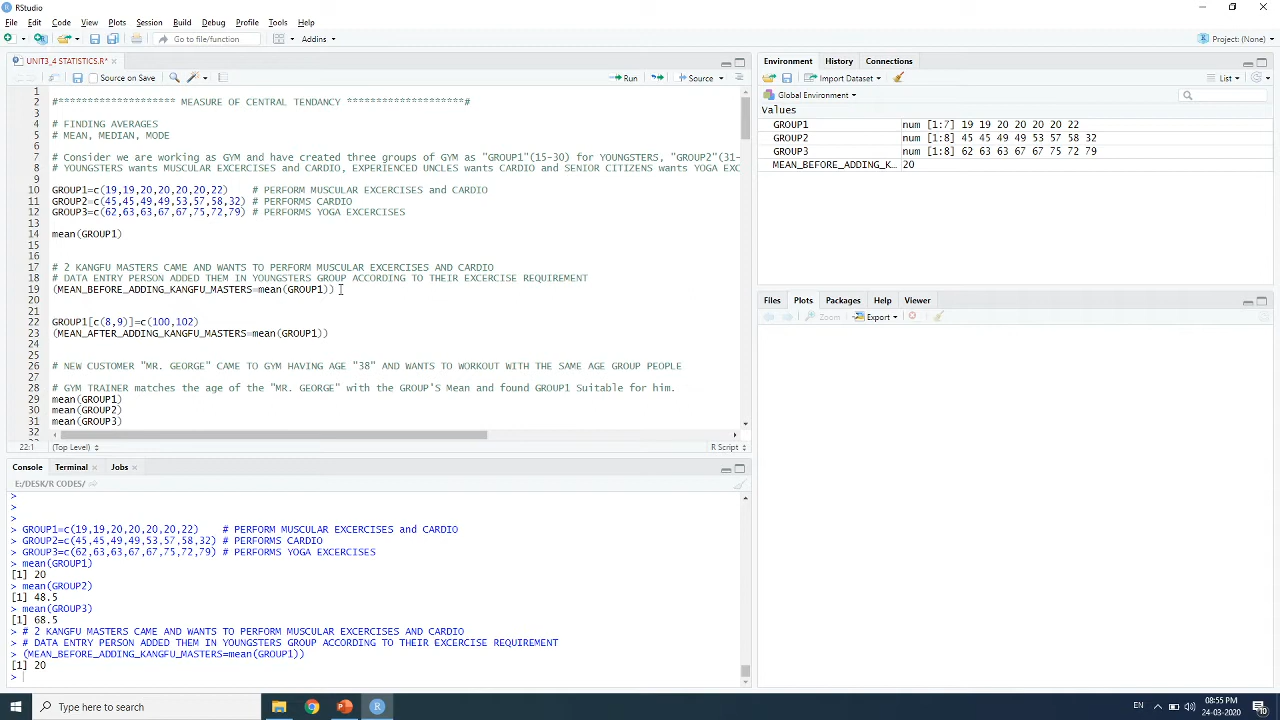 RStudio
File Edit Code View Plots Session Build Debug Profile Tools Help
Go to file/function Addins Project: (None)
UNIT3_4 STATISTICS.R*
Source on Save Run Source
1
2 #******************** MEASURE OF CENTRAL TENDANCY ********************#
3
4 # FINDING AVERAGES
5 # MEAN, MEDIAN, MODE
6
7 # Consider we are working as GYM and have created three groups of GYM as "GROUP1"(15-30) for YOUNGSTERS, "GROUP2"(31-
8 # YOUNGSTERS wants MUSCULAR EXCERCISES and CARDIO, EXPERIENCED UNCLES wants CARDIO and SENIOR CITIZENS wants YOGA EXC
9
10 GROUP1=c(19,19,20,20,20,20,22) # PERFORM MUSCULAR EXCERCISES and CARDIO
11 GROUP2=c(45,45,49,49,53,57,58,32) # PERFORMS CARDIO
12 GROUP3=c(62,63,63,67,67,75,72,79) # PERFORMS YOGA EXCERCISES
13
14 mean(GROUP1)
15
16
17 # 2 KANGFU MASTERS CAME AND WANTS TO PERFORM MUSCULAR EXCERCISES AND CARDIO
18 # DATA ENTRY PERSON ADDED THEM IN YOUNGSTERS GROUP ACCORDING TO THEIR EXCERCISE REQUIREMENT
19 (MEAN_BEFORE_ADDING_KANGFU_MASTERS=mean(GROUP1))
20
21
22 GROUP1[c(8,9)]=c(100,102)
23 (MEAN_AFTER_ADDING_KANGFU_MASTERS=mean(GROUP1))
24
25
26 # NEW CUSTOMER "MR. GEORGE" CAME TO GYM HAVING AGE "38" AND WANTS TO WORKOUT WITH THE SAME AGE GROUP PEOPLE
27
28 # GYM TRAINER matches the age of the "MR. GEORGE" with the GROUP'S Mean and found GROUP1 Suitable for him.
29 mean(GROUP1)
30 mean(GROUP2)
31 mean(GROUP3)
32
22:1 (Top Level) R Script
Console Terminal Jobs
E:/DESK/R CODES/
>
>
>
> GROUP1=c(19,19,20,20,20,20,22) # PERFORM MUSCULAR EXCERCISES and CARDIO
> GROUP2=c(45,45,49,49,53,57,58,32) # PERFORMS CARDIO
> GROUP3=c(62,63,63,67,67,75,72,79) # PERFORMS YOGA EXCERCISES
> mean(GROUP1)
[1] 20
> mean(GROUP2)
[1] 48.5
> mean(GROUP3)
[1] 68.5
> # 2 KANGFU MASTERS CAME AND WANTS TO PERFORM MUSCULAR EXCERCISES AND CARDIO
> # DATA ENTRY PERSON ADDED THEM IN YOUNGSTERS GROUP ACCORDING TO THEIR EXCERCISE REQUIREMENT
> (MEAN_BEFORE_ADDING_KANGFU_MASTERS=mean(GROUP1))
[1] 20
>
Environment History Connections
Import Dataset List
Global Environment
Values
GROUP1 num [1:7] 19 19 20 20 20 20 22
GROUP2 num [1:8] 45 45 49 49 53 57 58 32
GROUP3 num [1:8] 62 63 63 67 67 75 72 79
MEAN_BEFORE_ADDING_K… 20
Files Plots Packages Help Viewer
Zoom Export
Type here to search
EN 08:55 PM
24-03-2020